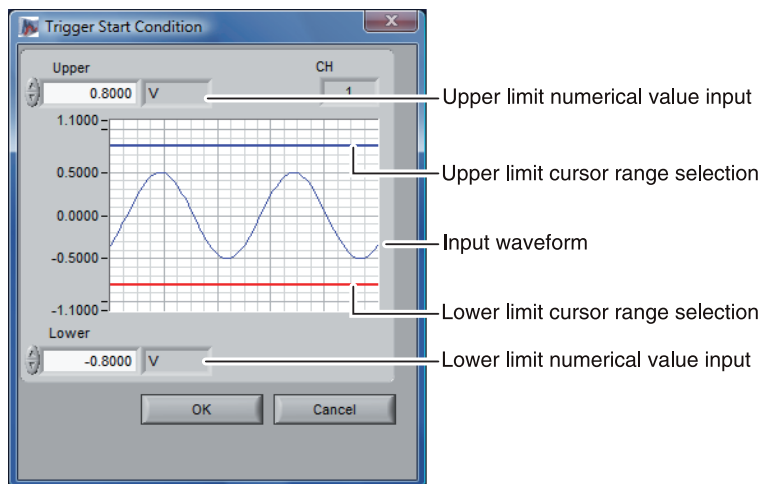 Trigger Start Condition
x
Upper
CH
0.8000 V
1
Upper limit numerical value input
1.1000
Upper limit cursor range selection
0.5000
0.0000
Input waveform
-0.5000
-1.1000
Lower limit cursor range selection
Lower
-0.8000 V
Lower limit numerical value input
OK
Cancel